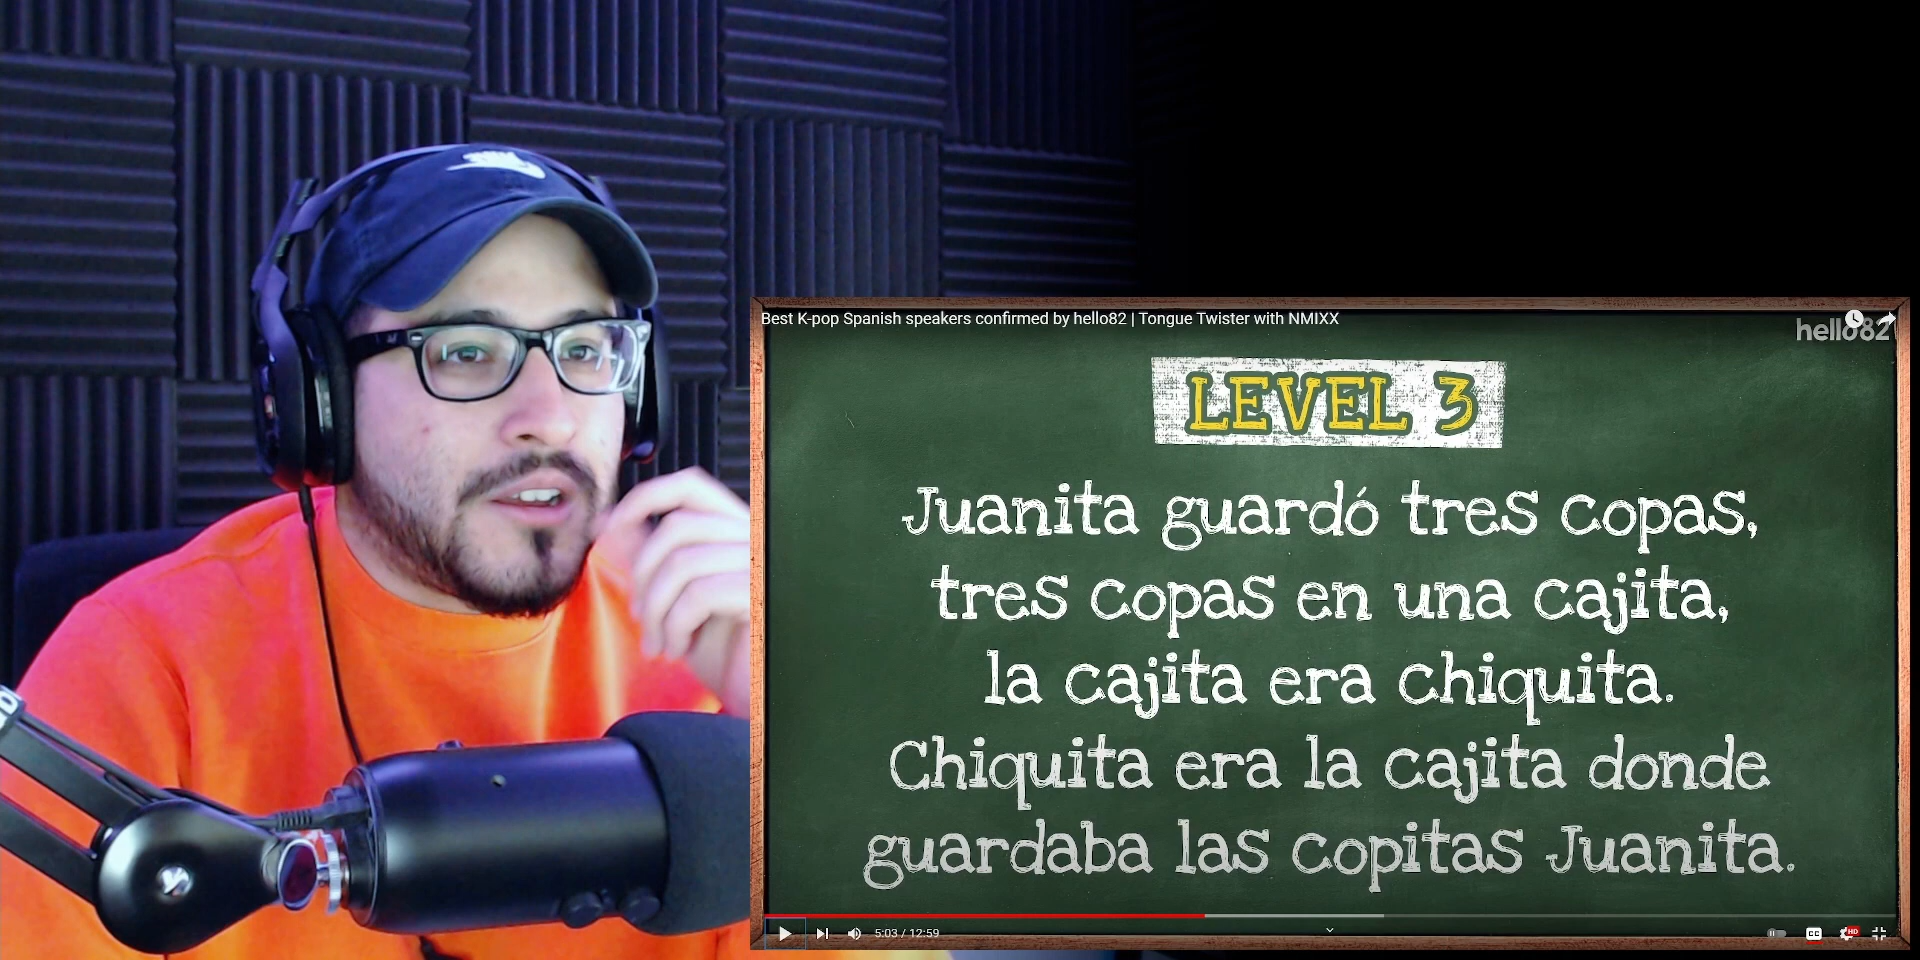 Best K-pop Spanish speakers confirmed by hello82 | Tongue Twister with NMIXX
hello82
LEVEL 3
Juanita guardó tres copas,
tres copas en una cajita,
la cajita era chiquita.
Chiquita era la cajita donde
guardaba las copitas Juanita.
5:03 / 12:59
CC
HD